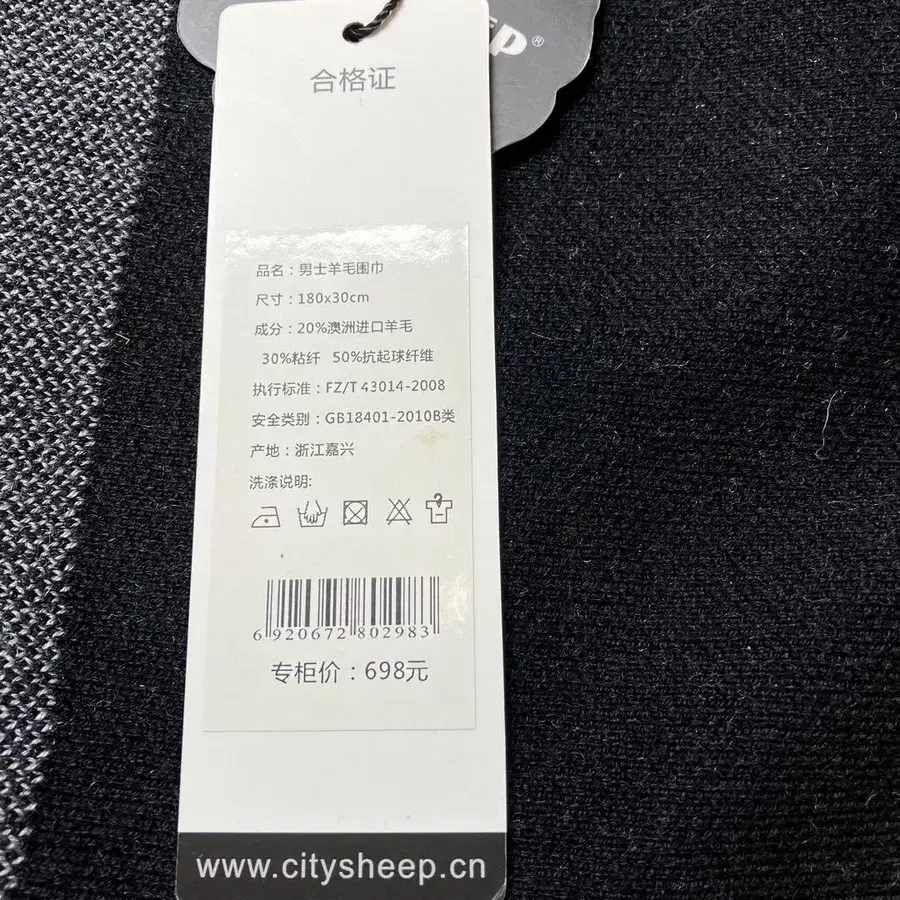 合格证
品名：男士羊毛围巾
尺寸：180x30cm
成分：20%澳洲进口羊毛
30%粘纤 50%抗起球纤维
执行标准：FZ/T 43014-2008
安全类别：GB18401-2010B类
产地：浙江嘉兴
洗涤说明:
6 920672 802983
专柜价：698元
www.citysheep.cn